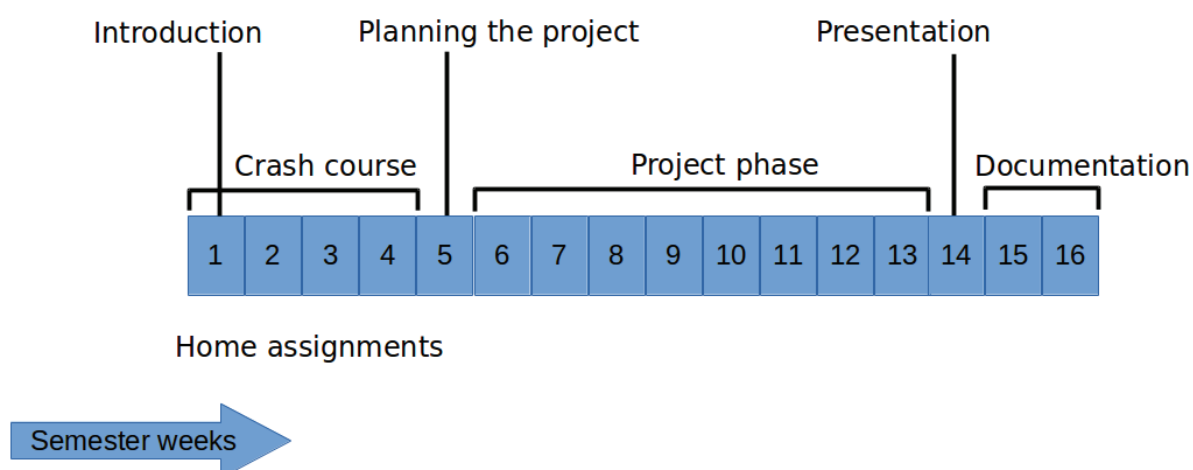 Introduction Planning the project Presentation
Crash course Project phase Documentation
1 2 3 4 5 6 7 8 9 10 11 12 13 14 15 16
Home assignments
Semester weeks